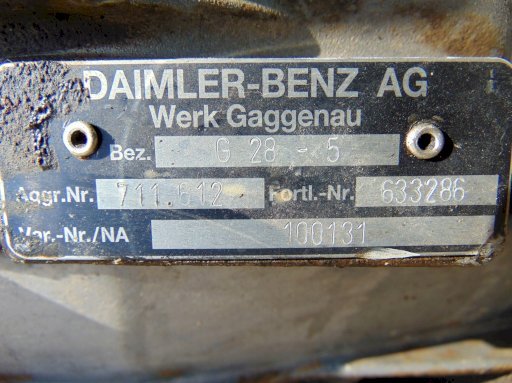 DAIMLER-BENZ AG
Werk Gaggenau
Bez. G 28 - 5
Aggr.Nr. 711.612 Fortl.-Nr. 633286
Var.-Nr./NA 100131